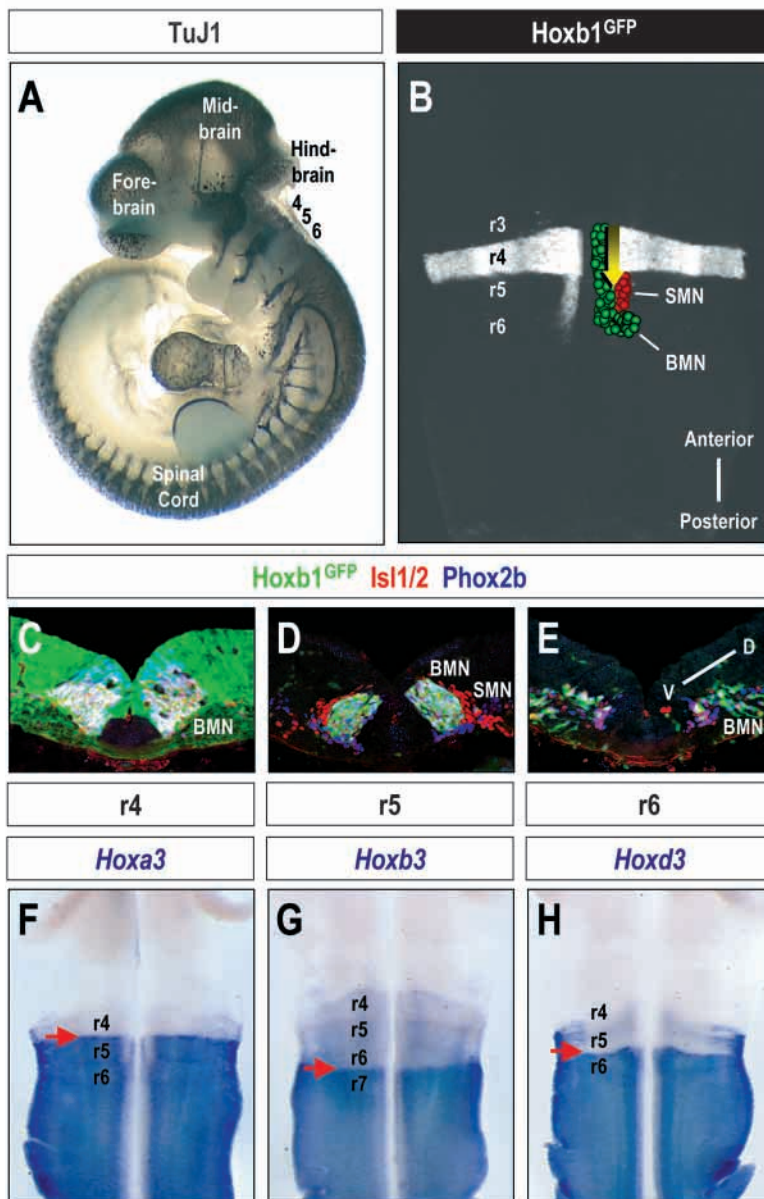 TuJ1
Hoxb1GFP
A
Mid-
brain
Hind-
brain
Fore-
brain
4
5
6
Spinal
Cord
B
r3
r4
r5
r6
SMN
BMN
Anterior
Posterior
Hoxb1GFP Isl1/2 Phox2b
C
BMN
D
BMN
SMN
E
D
V
BMN
r4
r5
r6
Hoxa3
Hoxb3
Hoxd3
F
r4
r5
r6
G
r4
r5
r6
r7
H
r4
r5
r6